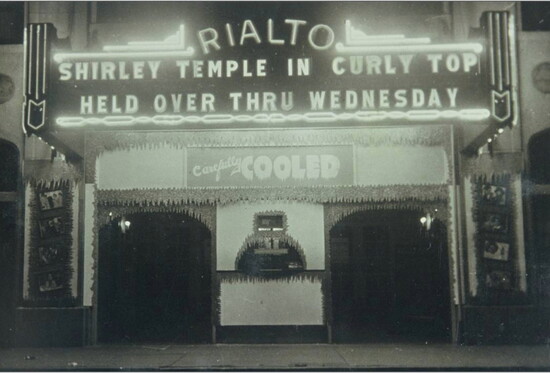 RIALTO
SHIRLEY TEMPLE IN CURLY TOP
HELD OVER THRU WEDNESDAY
Carefully COOLED